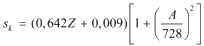 s_k = (0,642Z + 0,009)[1 + (A/728)^2]